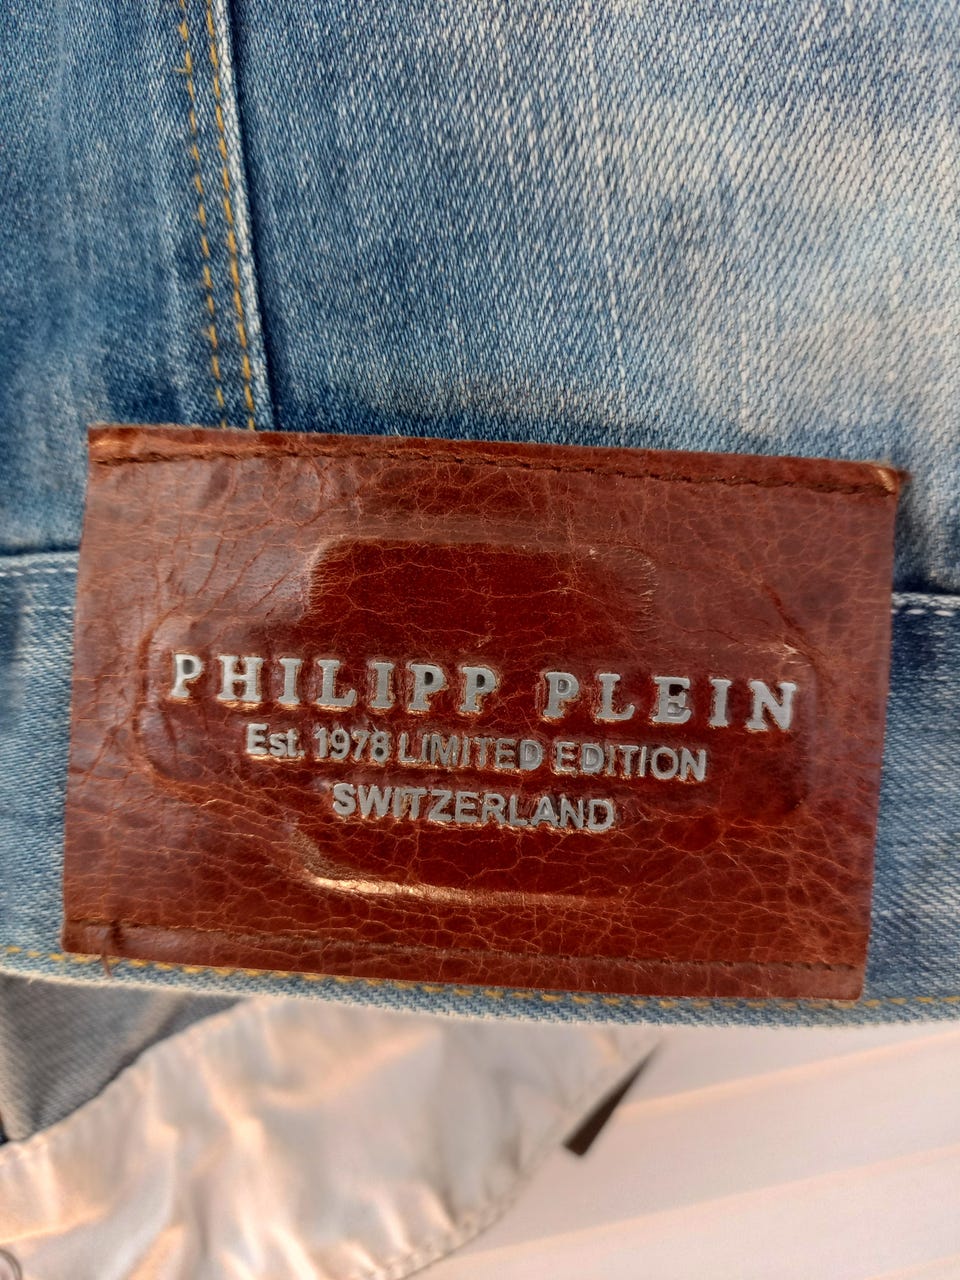 PHILIPP PLEIN
Est. 1978 LIMITED EDITION
SWITZERLAND